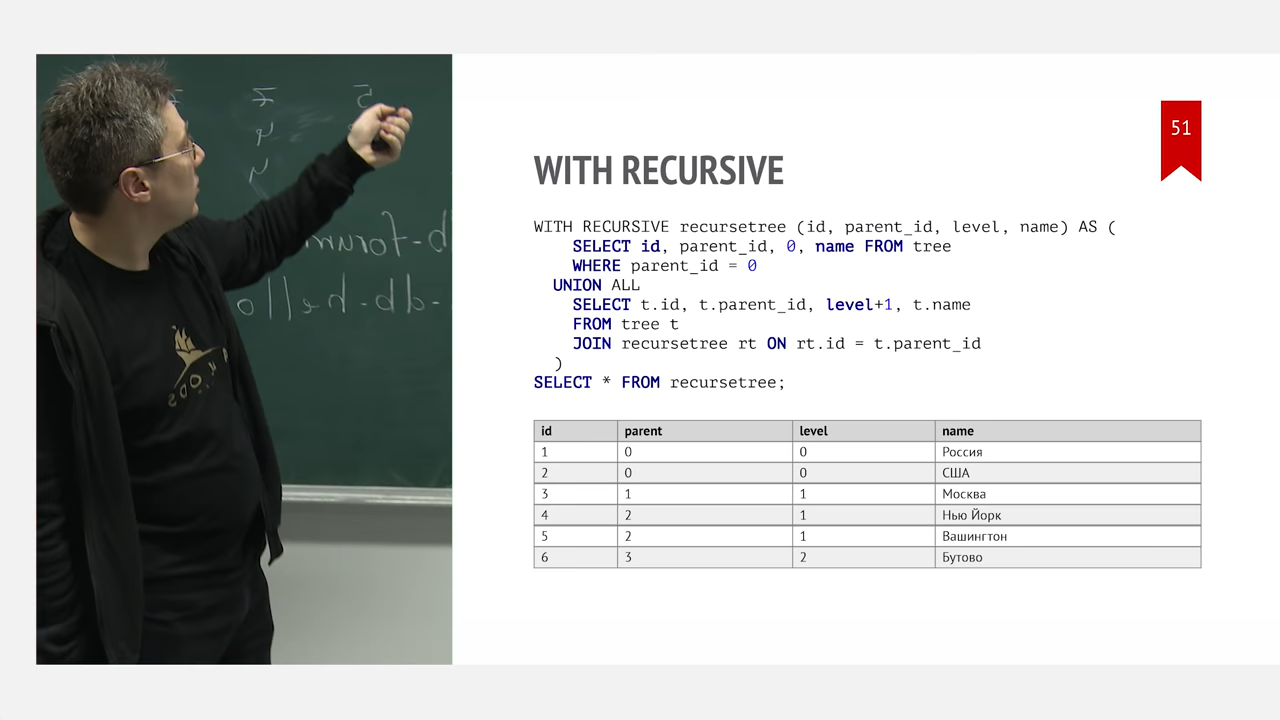 51
WITH RECURSIVE
WITH RECURSIVE recursetree (id, parent_id, level, name) AS (
SELECT id, parent_id, 0, name FROM tree
WHERE parent_id = 0
UNION ALL
SELECT t.id, t.parent_id, level+1, t.name
FROM tree t
JOIN recursetree rt ON rt.id = t.parent_id
)
SELECT * FROM recursetree;
id parent level name
1 0 0 Россия
2 0 0 США
3 1 1 Москва
4 2 1 Нью Йорк
5 2 1 Вашингтон
6 3 2 Бутово